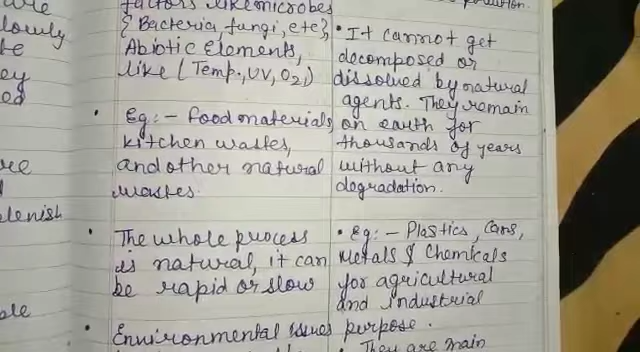 factors like microbes
{ Bacteria, fungi, etc },
Abiotic Elements,
like ( Temp., UV, O2,)
• Eg:- food materials,
kitchen wastes,
and other natural
wastes.
• The whole process
is natural, it can
be rapid or slow
• Environmental issues
• It cannot get
decomposed or
dissolved by natural
agents. They remain
on earth for
thousands of years
without any
degradation.
• Eg:- Plastics, Cans,
Metals & Chemicals
for agricultural
and industrial
purpose.
• They are main